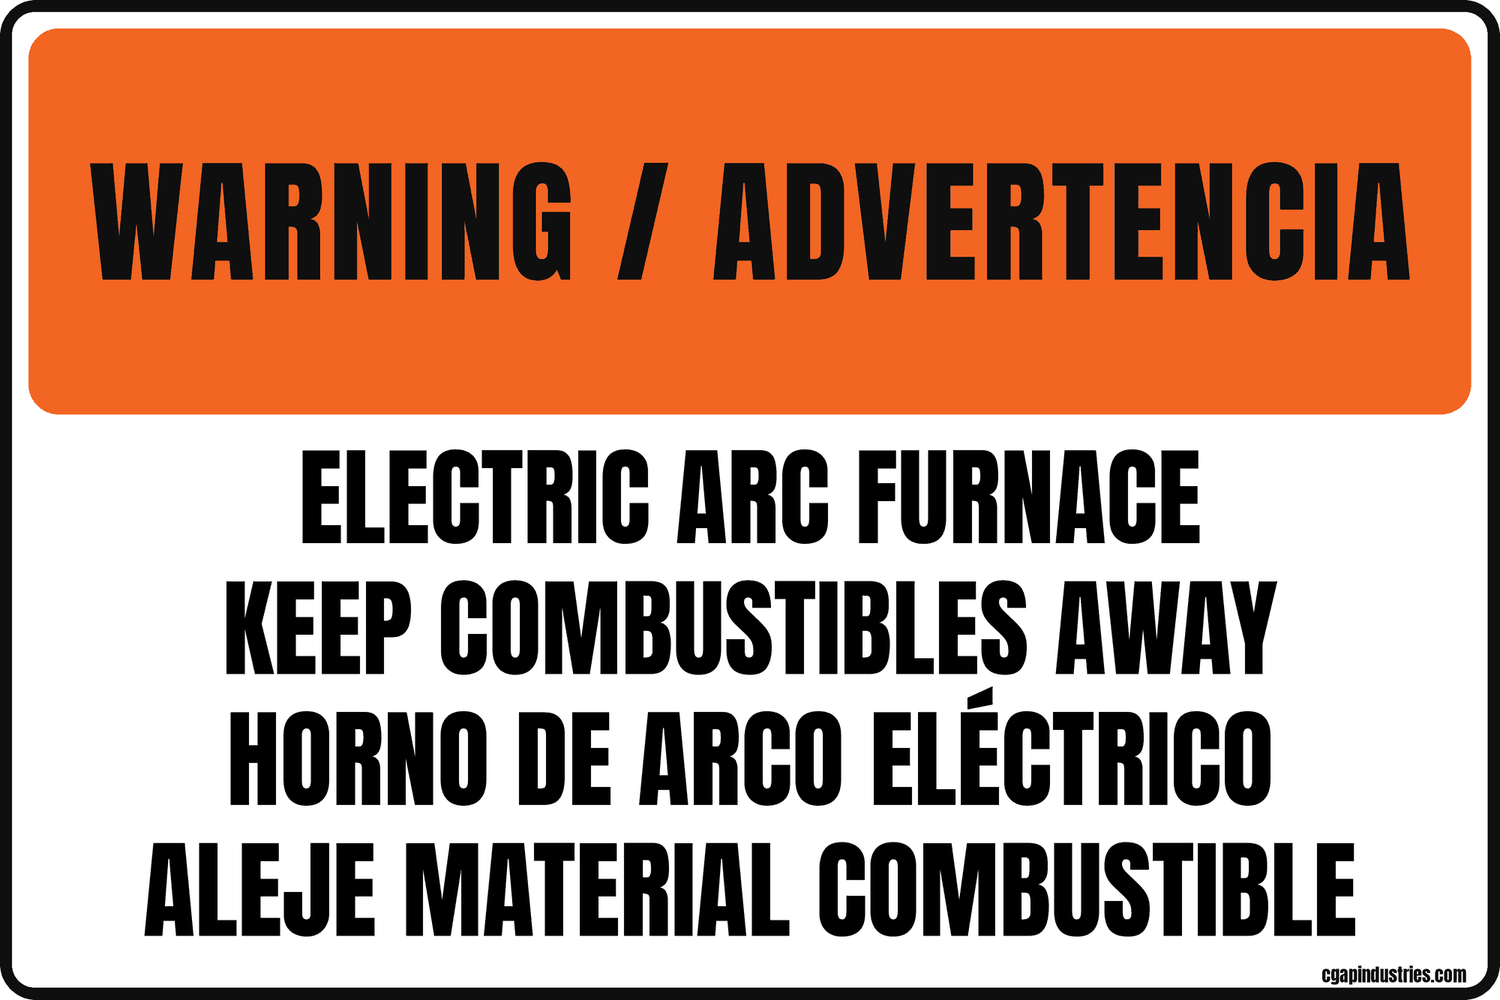 WARNING / ADVERTENCIA
ELECTRIC ARC FURNACE
KEEP COMBUSTIBLES AWAY
HORNO DE ARCO ELÉCTRICO
ALEJE MATERIAL COMBUSTIBLE
cgapindustries.com